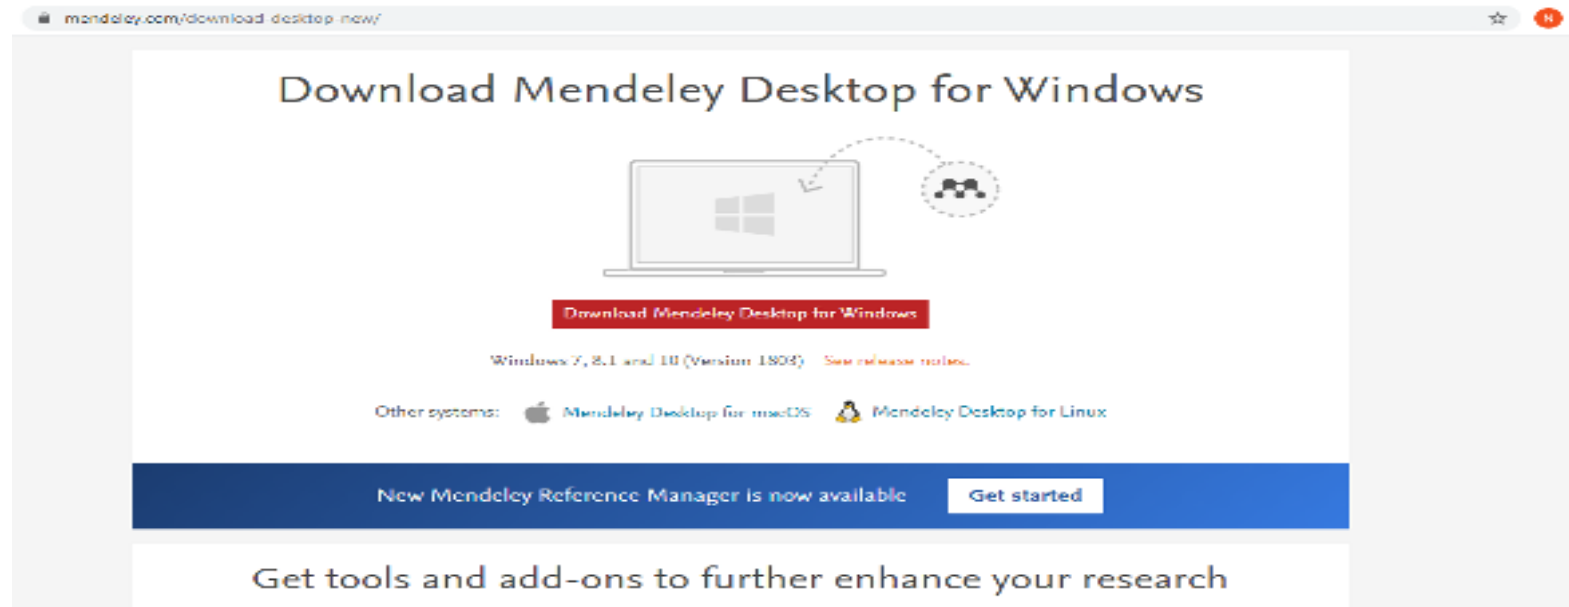 mendeley.com/download-desktop-new/
N
Download Mendeley Desktop for Windows
Download Mendeley Desktop for Windows
Windows 7, 8.1 and 10 (Version 1803) See release notes.
Other systems: Mendeley Desktop for macOS Mendeley Desktop for Linux
New Mendeley Reference Manager is now available Get started
Get tools and add-ons to further enhance your research